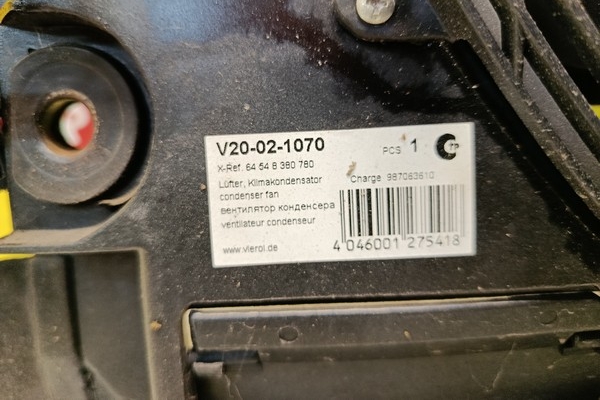 V20-02-1070 PCS 1
X-Ref. 64 54 8 380 780
Lüfter, Klimakondensator Charge 987063610
condenser fan
вентилятор конденсера
ventilateur condenseur
www.vierol.de 4 046001 275418